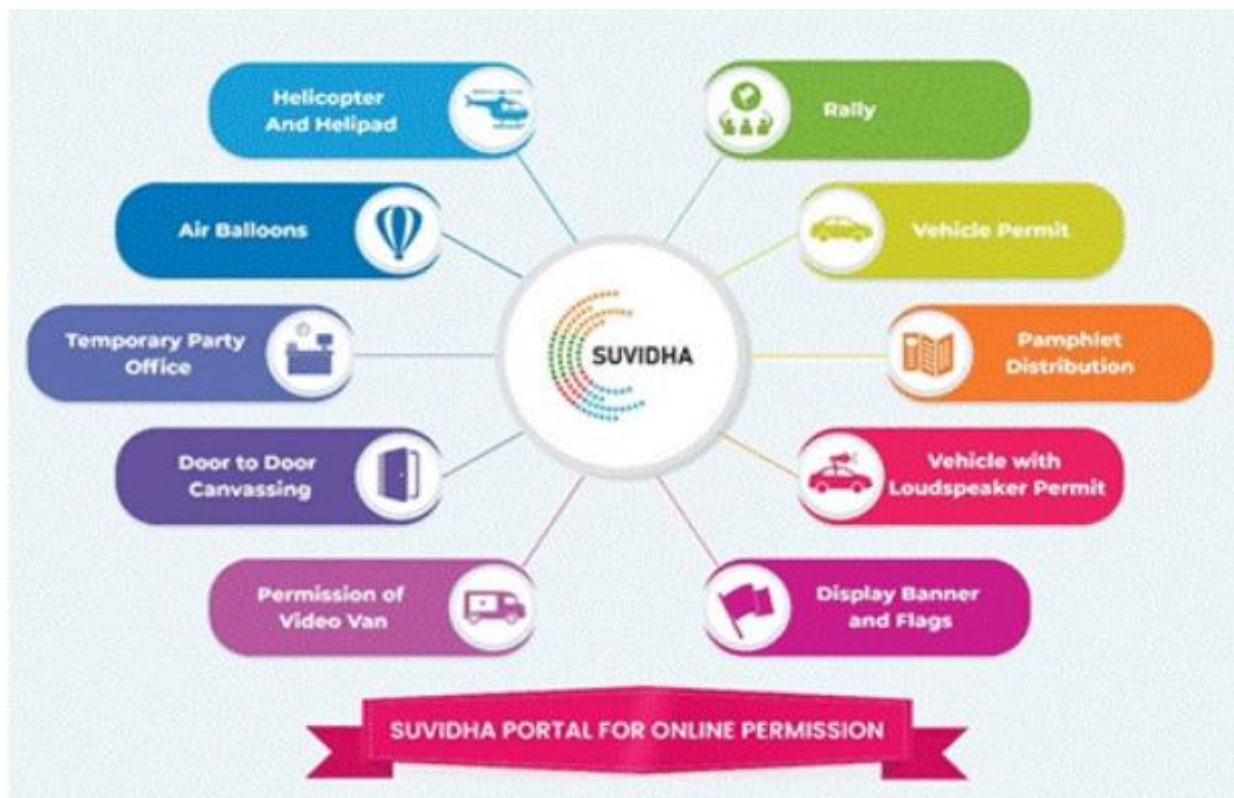 Helicopter
And Helipad
Rally
Air Balloons
Vehicle Permit
Temporary Party
Office
Pamphlet
Distribution
SUVIDHA
Door to Door
Canvassing
Vehicle with
Loudspeaker Permit
Permission of
Video Van
Display Banner
and Flags
SUVIDHA PORTAL FOR ONLINE PERMISSION